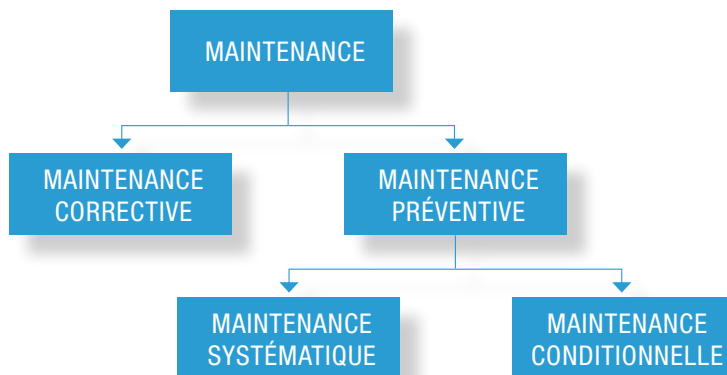 MAINTENANCE
MAINTENANCE
CORRECTIVE
MAINTENANCE
PRÉVENTIVE
MAINTENANCE
SYSTÉMATIQUE
MAINTENANCE
CONDITIONNELLE